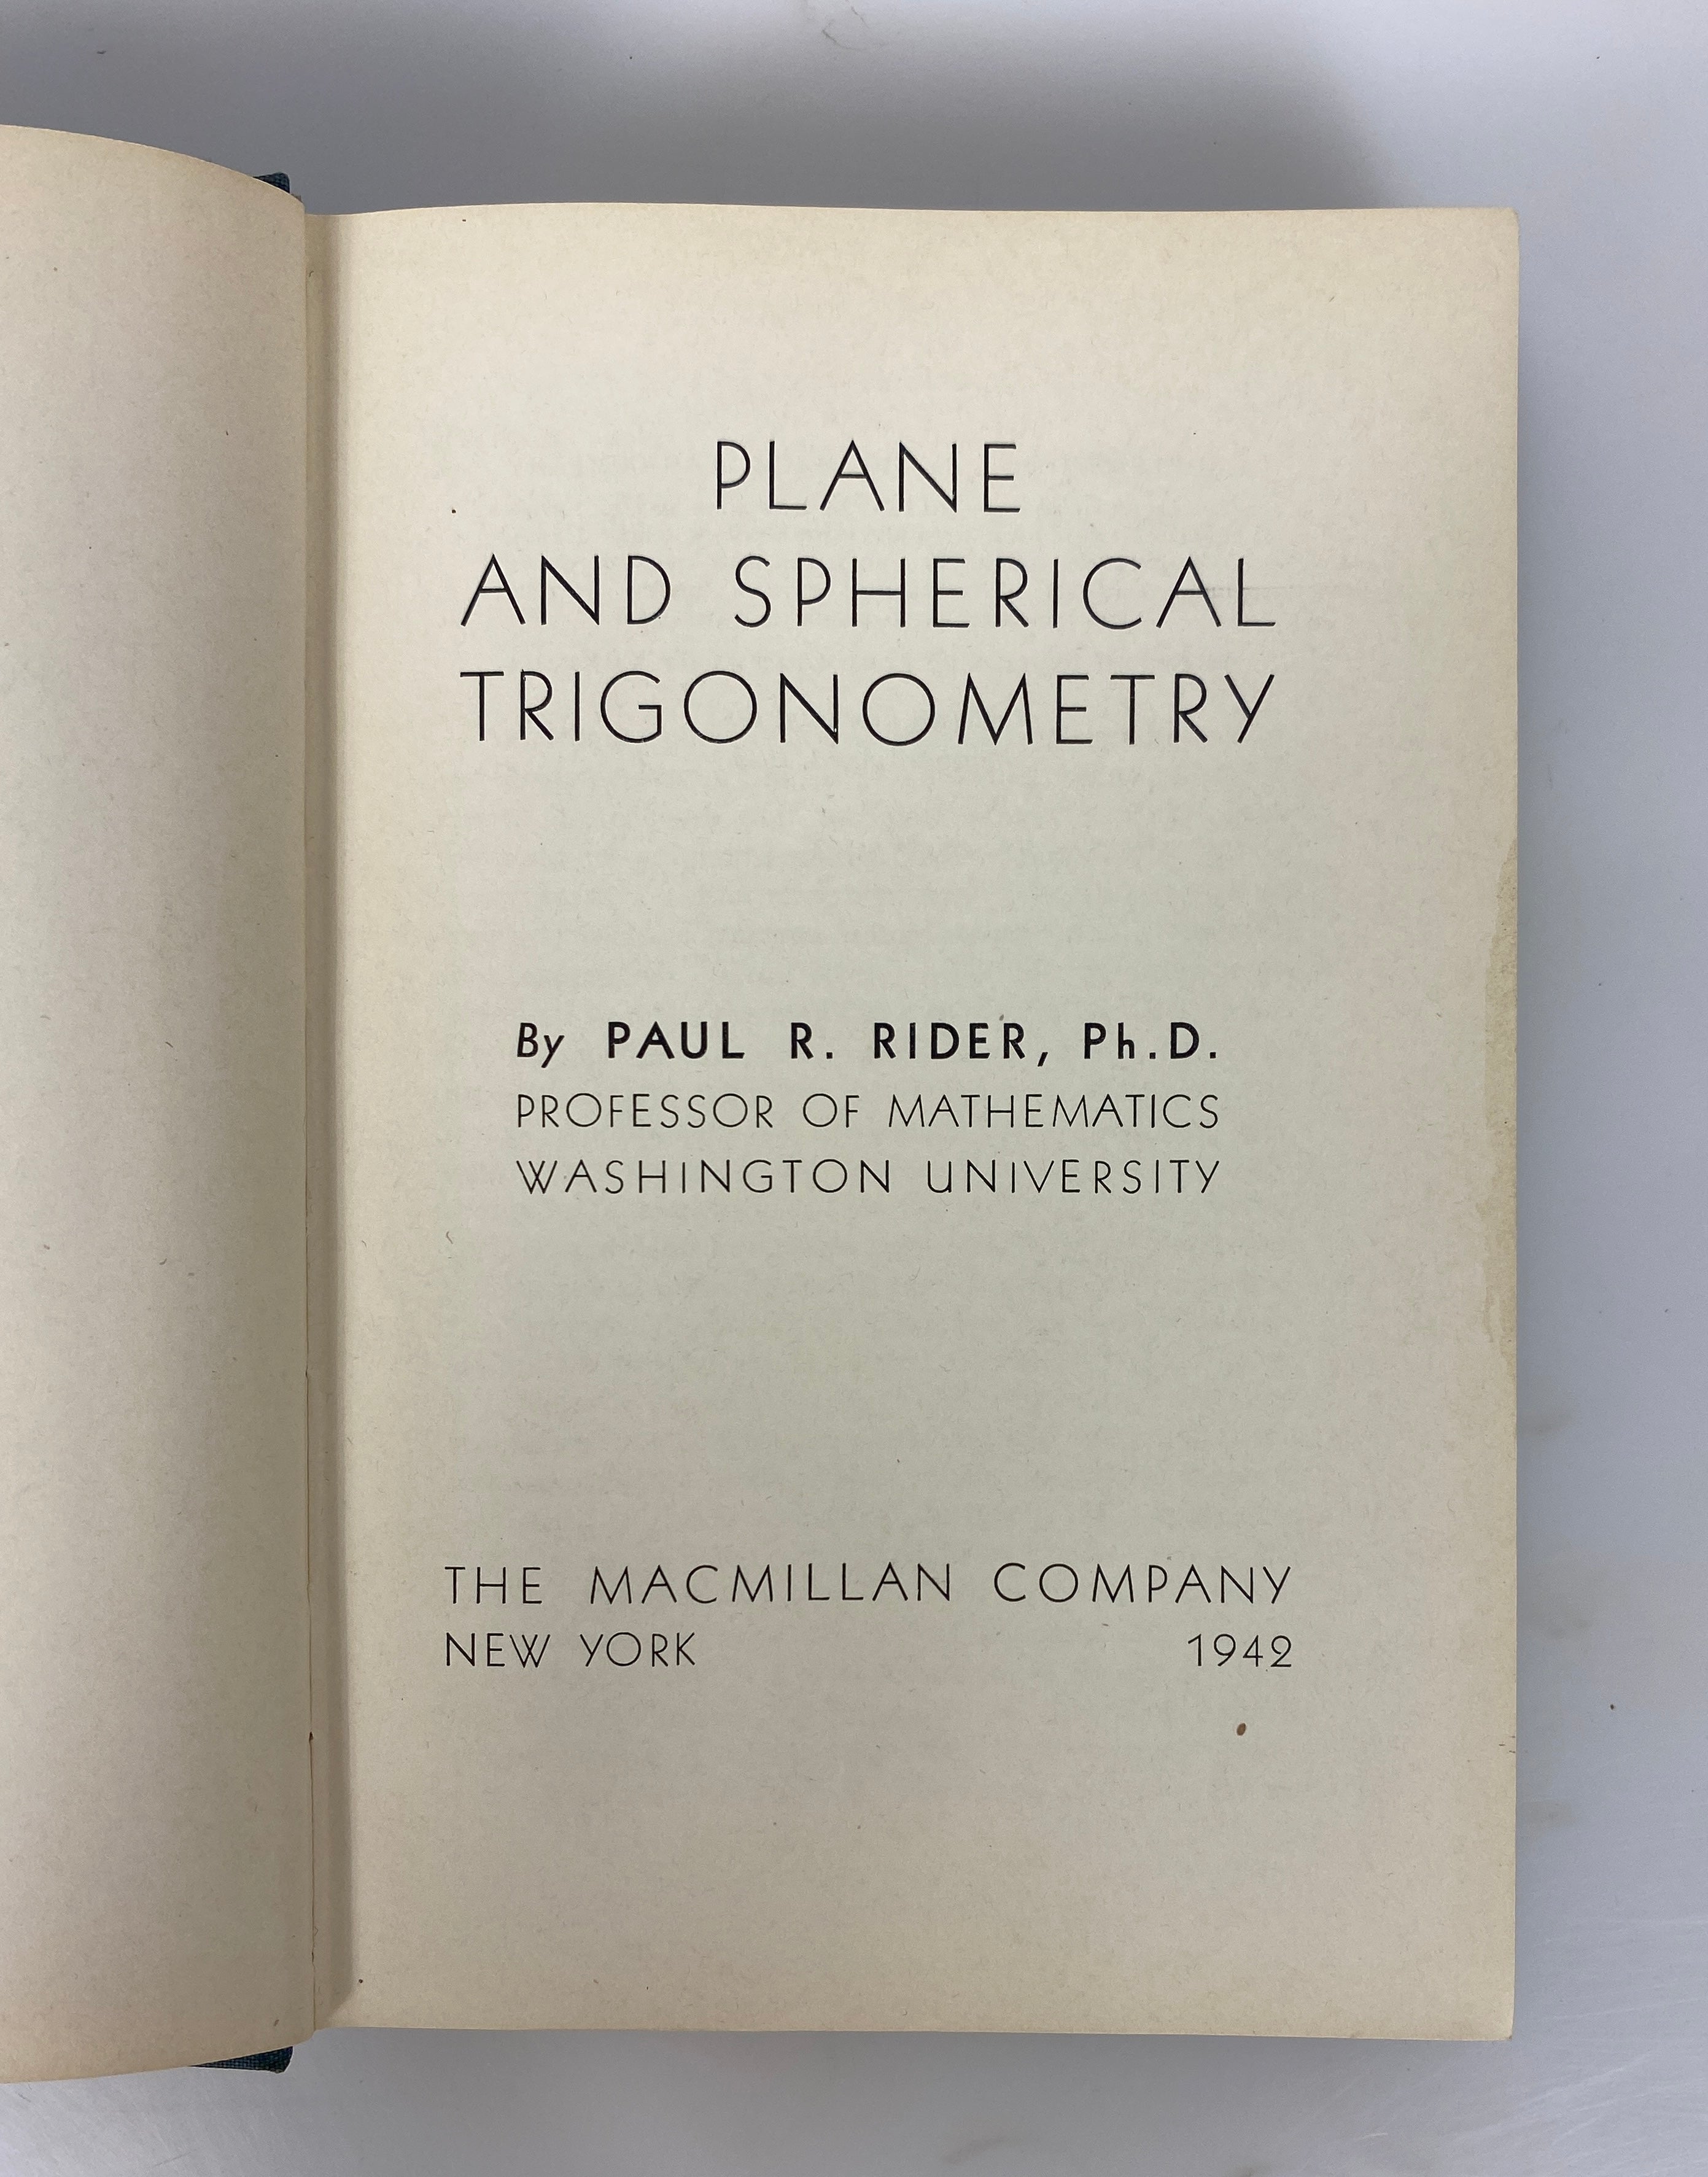 PLANE
AND SPHERICAL
TRIGONOMETRY
By PAUL R. RIDER, Ph.D.
PROFESSOR OF MATHEMATICS
WASHINGTON UNIVERSITY
THE MACMILLAN COMPANY
NEW YORK 1942